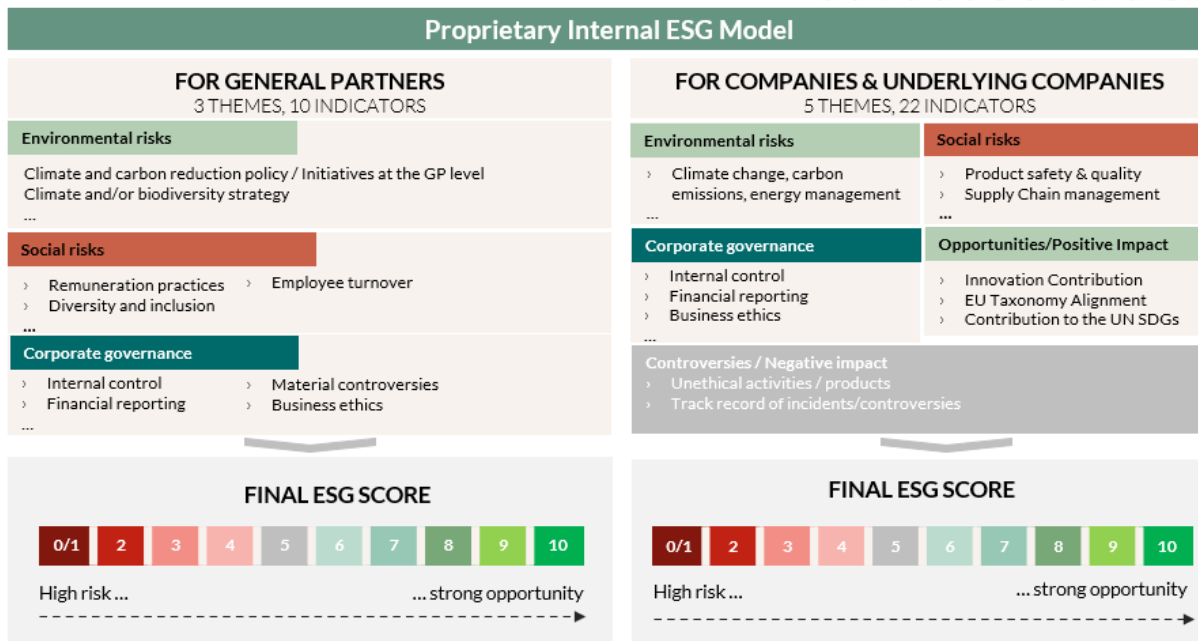 Proprietary Internal ESG Model
FOR GENERAL PARTNERS
3 THEMES, 10 INDICATORS
Environmental risks
Climate and carbon reduction policy / Initiatives at the GP level
Climate and/or biodiversity strategy
...
Social risks
› Remuneration practices
› Diversity and inclusion
› Employee turnover
...
Corporate governance
› Internal control
› Financial reporting
› Material controversies
› Business ethics
...
FINAL ESG SCORE
0/1 2 3 4 5 6 7 8 9 10
High risk ... ... strong opportunity
FOR COMPANIES & UNDERLYING COMPANIES
5 THEMES, 22 INDICATORS
Environmental risks
› Climate change, carbon
emissions, energy management
...
Social risks
› Product safety & quality
› Supply Chain management
...
Corporate governance
› Internal control
› Financial reporting
› Business ethics
...
Opportunities/Positive Impact
› Innovation Contribution
› EU Taxonomy Alignment
› Contribution to the UN SDGs
Controversies / Negative impact
› Unethical activities / products
› Track record of incidents/controversies
FINAL ESG SCORE
0/1 2 3 4 5 6 7 8 9 10
High risk ... ... strong opportunity